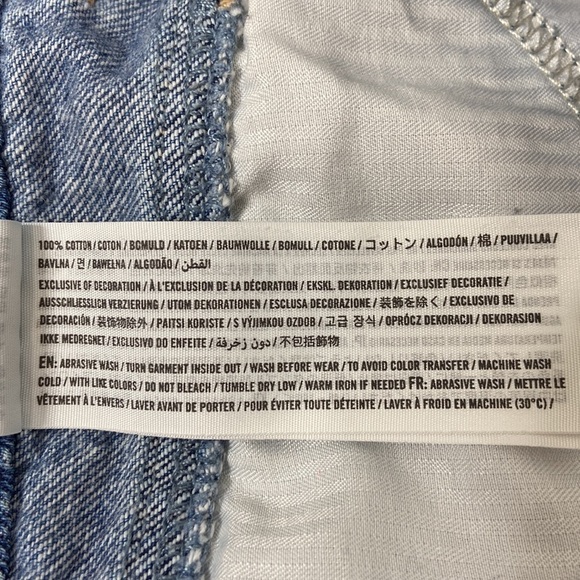 100% COTTON / COTON / BOMULD / KATOEN / BAUMWOLLE / BOMULL / COTONE / コットン / ALGODÓN / 棉 / PUUVILLAA /
BAVLNA / 면 / BAWEŁNA / ALGODÃO / القطن /
EXCLUSIVE OF DECORATION / À L'EXCLUSION DE LA DÉCORATION / EKSKL. DEKORATION / EXCLUSIEF DECORATIE /
AUSSCHLIESSLICH VERZIERUNG / UTOM DEKORATIONEN / ESCLUSA DECORAZIONE / 装飾を除く / EXCLUSIVO DE
DECORACIÓN / 装饰物除外 / PAITSI KORISTE / S VÝJIMKOU OZDOB / 고급 장식 / OPRÓCZ DEKORACJI / DEKORASJON
IKKE MEDREGNET / EXCLUSIVO DO ENFEITE / دون زخرفة / 不包括飾物
EN: ABRASIVE WASH / TURN GARMENT INSIDE OUT / WASH BEFORE WEAR / TO AVOID COLOR TRANSFER / MACHINE WASH
COLD / WITH LIKE COLORS / DO NOT BLEACH / TUMBLE DRY LOW / WARM IRON IF NEEDED FR: ABRASIVE WASH / METTRE LE
VÊTEMENT À L'ENVERS / LAVER AVANT DE PORTER / POUR ÉVITER TOUTE DÉTEINTE / LAVER À FROID EN MACHINE (30°C) /